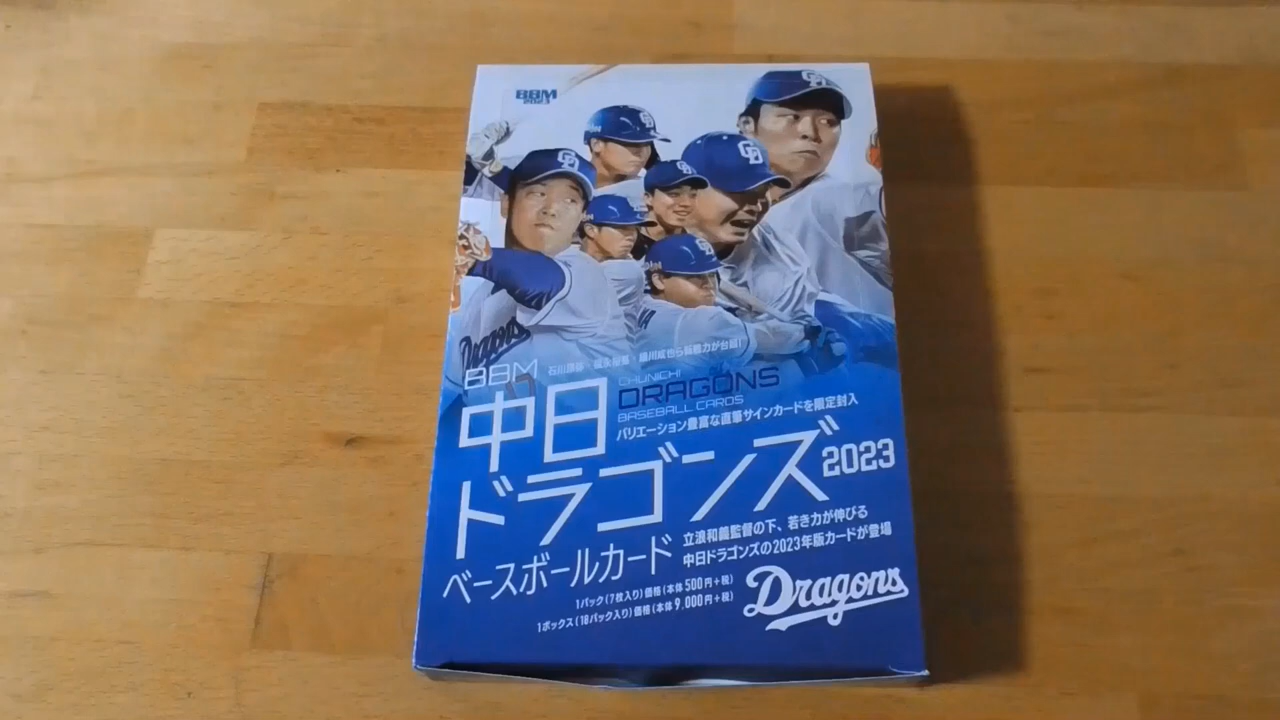 BBM
2023
Dragons
石川昂弥・福永裕基・細川成也ら新勢力が台頭!
BBM
CHUNICHI
DRAGONS
BASEBALL CARDS
中日
バリエーション豊富な直筆サインカードを限定封入
ドラゴンズ
2023
ベースボールカード
立浪和義監督の下、若き力が伸びる
中日ドラゴンズの2023年版カードが登場
1パック(7枚入り)価格(本体500円+税)
1ボックス(18パック入り)価格(本体9,000円+税)
Dragons